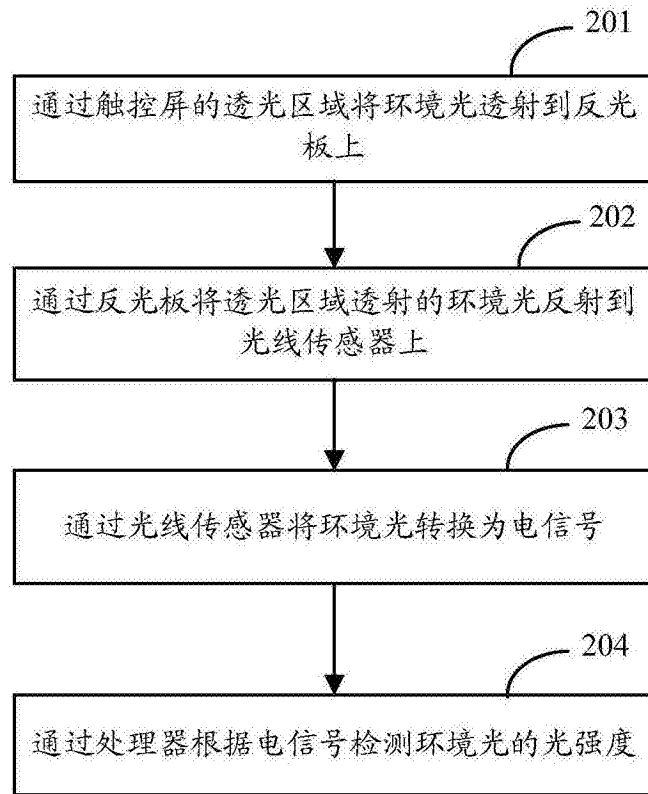 201
通过触控屏的透光区域将环境光透射到反光
板上
202
通过反光板将透光区域透射的环境光反射到
光线传感器上
203
通过光线传感器将环境光转换为电信号
204
通过处理器根据电信号检测环境光的光强度